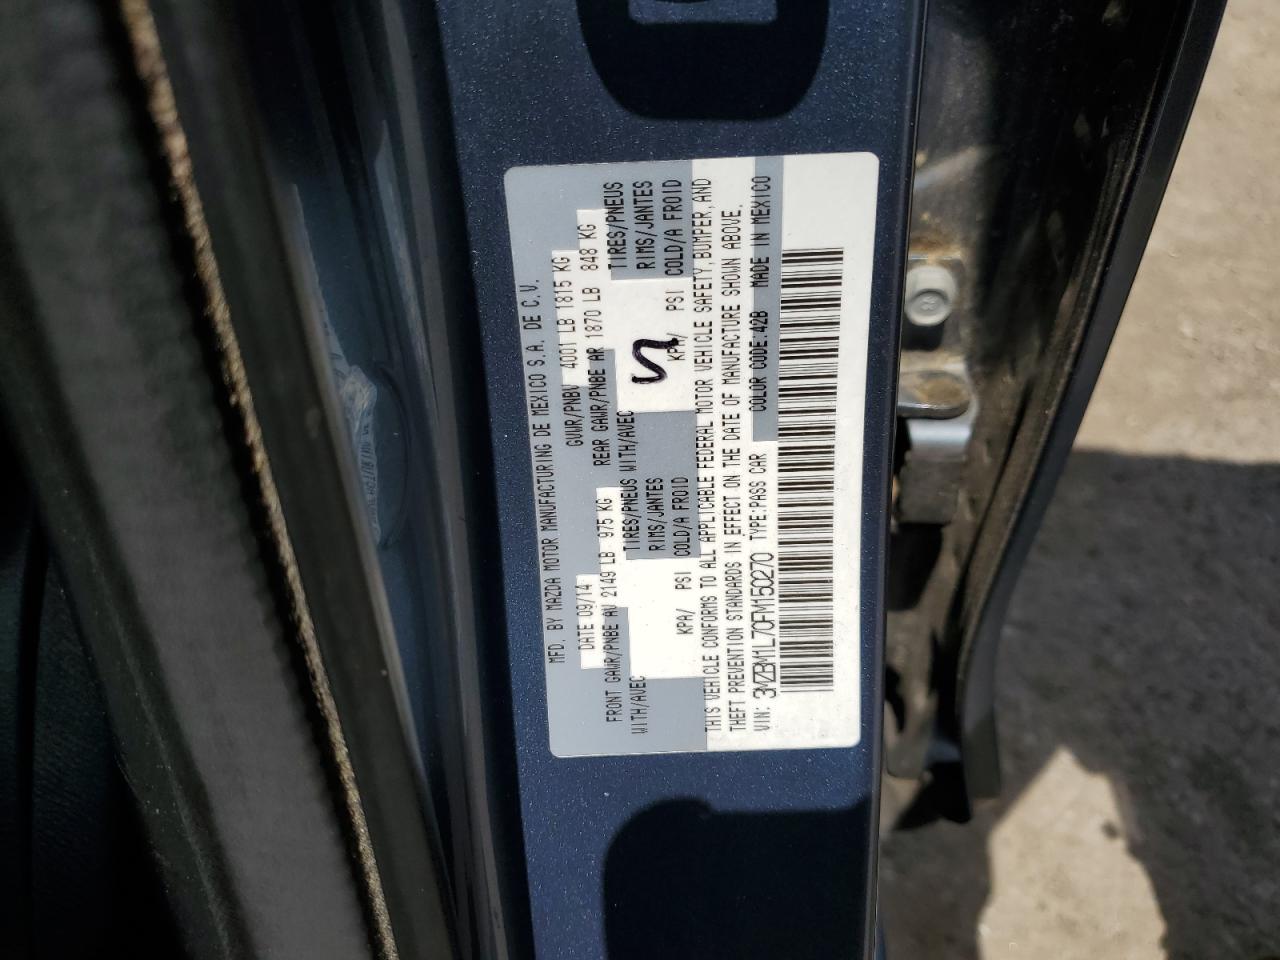 MFD. BY MAZDA MOTOR MANUFACTURING DE MEXICO S.A. DE C.V.
DATE 09/14 GVWR/PNBV 4001 LB 1815 KG
FRONT GAWR/PNBE AV 2149 LB 975 KG REAR GAWR/PNBE AR 1870 LB 848 KG
WITH/AVEC TIRES/PNEUS WITH/AVEC TIRES/PNEUS
RIMS/JANTES RIMS/JANTES
KPA/ PSI COLD/A FROID KPA/ PSI COLD/A FROID
THIS VEHICLE CONFORMS TO ALL APPLICABLE FEDERAL MOTOR VEHICLE SAFETY, BUMPER, AND
THEFT PREVENTION STANDARDS IN EFFECT ON THE DATE OF MANUFACTURE SHOWN ABOVE.
VIN: 3MZBM1L70FM150270 TYPE:PASS CAR COLOR CODE:42B MADE IN MEXICO